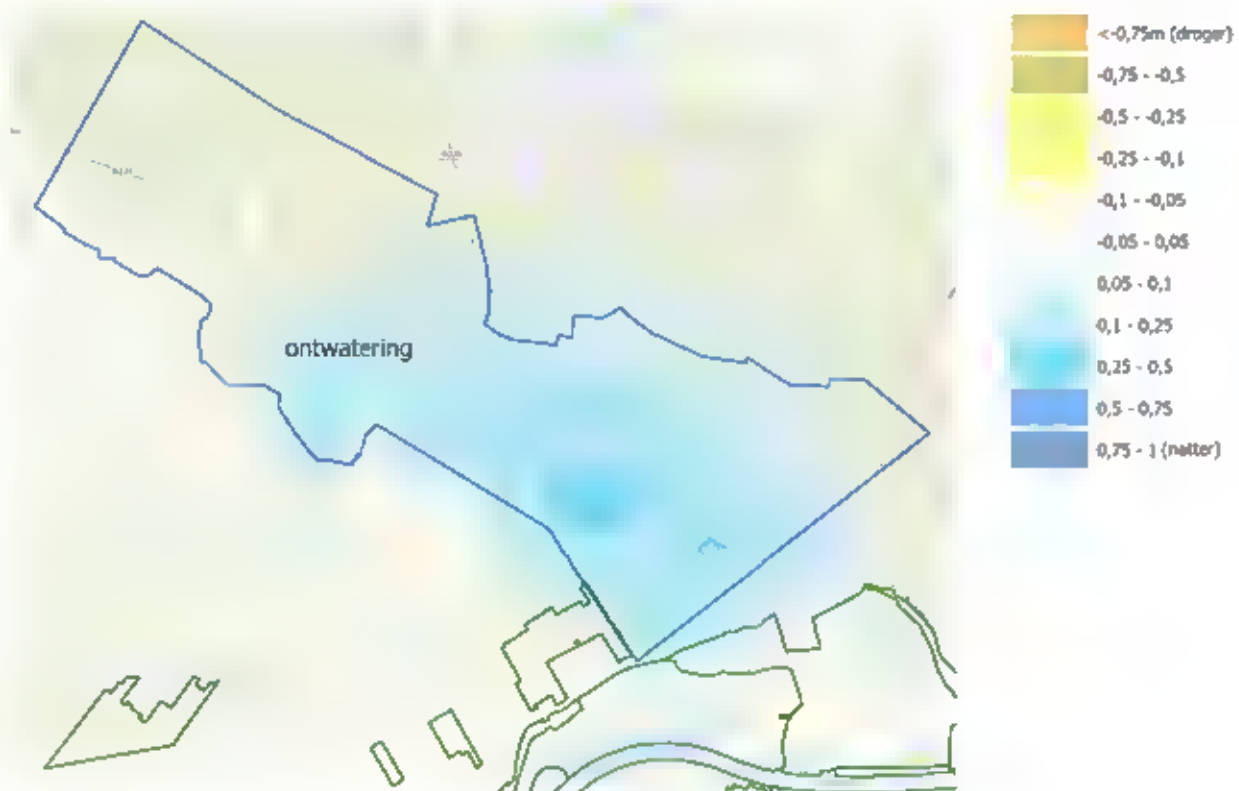 ontwatering
<-0,75m (droger)
-0,75 - -0,5
-0,5 - -0,25
-0,25 - -0,1
-0,1 - -0,05
-0,05 - 0,05
0,05 - 0,1
0,1 - 0,25
0,25 - 0,5
0,5 - 0,75
0,75 - 1 (natter)